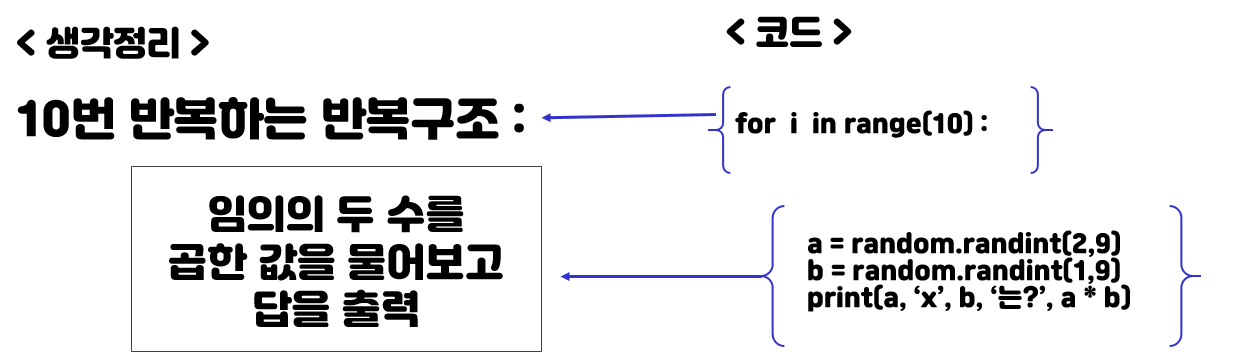 < 생각정리 >
< 코드 >
10번 반복하는 반복구조 :
for i in range(10) :
임의의 두 수를
곱한 값을 물어보고
답을 출력
a = random.randint(2,9)
b = random.randint(1,9)
print(a, ‘x’, b, ‘는?’, a * b)